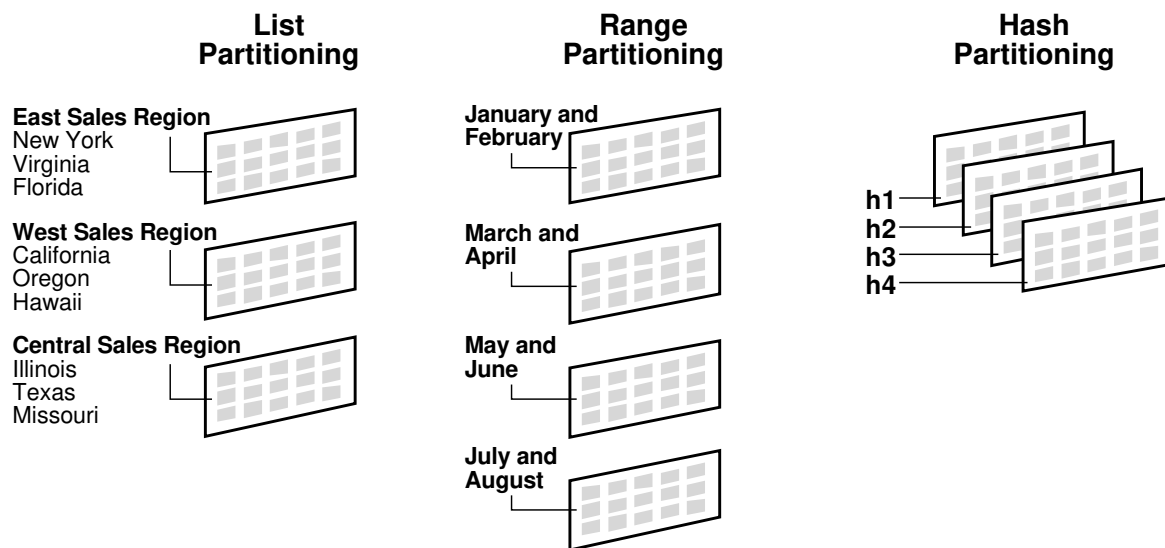 List
Partitioning
East Sales Region
New York
Virginia
Florida
West Sales Region
California
Oregon
Hawaii
Central Sales Region
Illinois
Texas
Missouri
Range
Partitioning
January and
February
March and
April
May and
June
July and
August
Hash
Partitioning
h1
h2
h3
h4